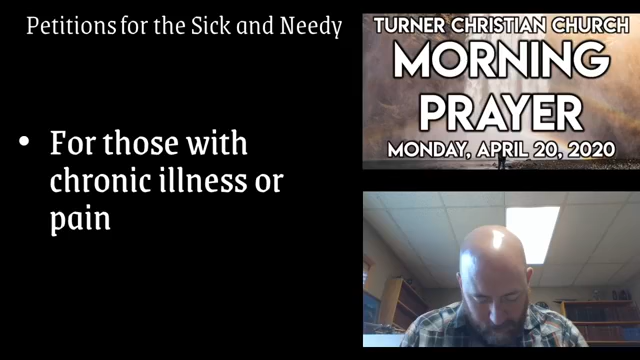 Petitions for the Sick and Needy
• For those with
chronic illness or
pain
TURNER CHRISTIAN CHURCH
MORNING
PRAYER
MONDAY, APRIL 20, 2020